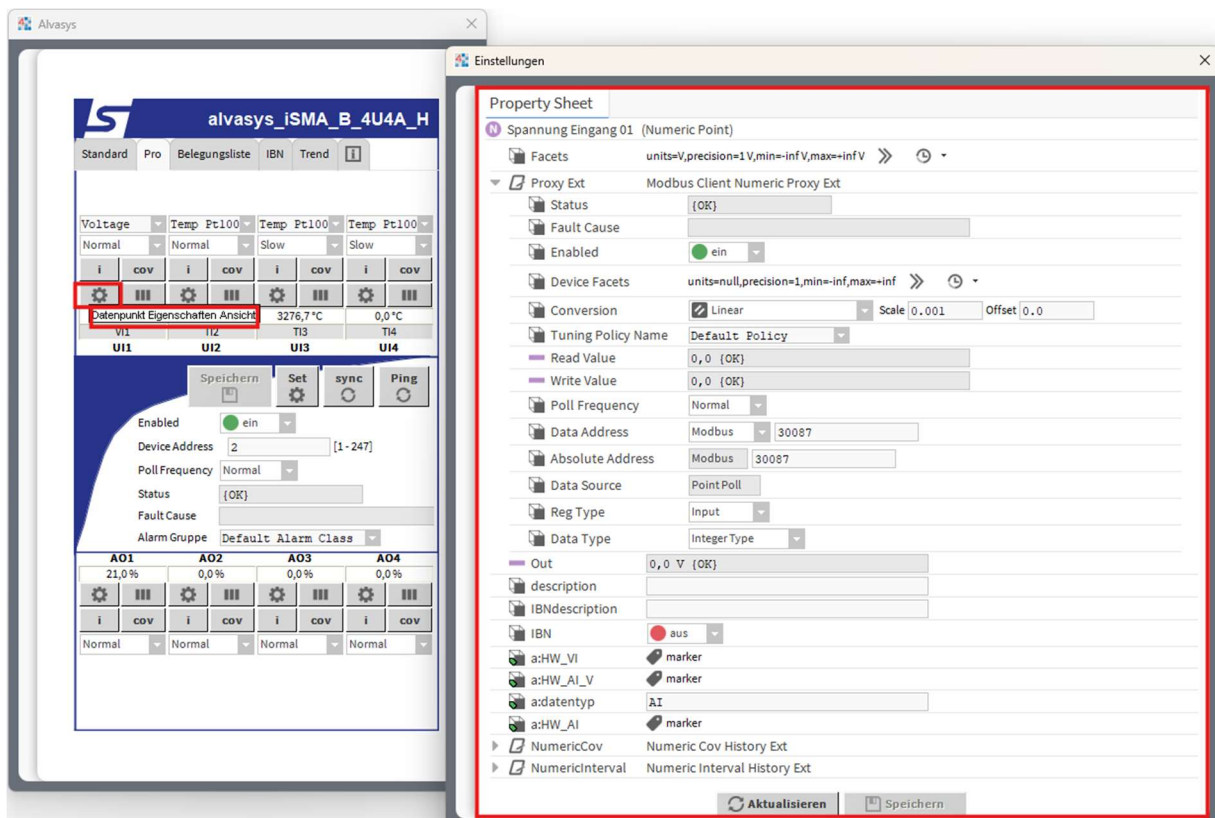 Alvasys
alvasys_iSMA_B_4U4A_H
Standard Pro Belegungsliste IBN Trend i
Voltage Temp Pt100 Temp Pt100 Temp Pt100
Normal Normal Slow Slow
i cov i cov i cov i cov
Datenpunkt Eigenschaften Ansicht 3276,7 °C 0,0 °C
VI1 TI2 TI3 TI4
UI1 UI2 UI3 UI4
Speichern Set sync Ping
Enabled ein
Device Address 2 [1 - 247]
Poll Frequency Normal
Status {OK}
Fault Cause
Alarm Gruppe Default Alarm Class
AO1 AO2 AO3 AO4
21,0 % 0,0 % 0,0 % 0,0 %
i cov i cov i cov i cov
Normal Normal Normal Normal
Einstellungen
Property Sheet
N Spannung Eingang 01 (Numeric Point)
Facets units=V,precision=1 V,min=-inf V,max=+inf V
Proxy Ext Modbus Client Numeric Proxy Ext
Status {OK}
Fault Cause
Enabled ein
Device Facets units=null,precision=1,min=-inf,max=+inf
Conversion Linear Scale 0.001 Offset 0.0
Tuning Policy Name Default Policy
Read Value 0,0 {OK}
Write Value 0,0 {OK}
Poll Frequency Normal
Data Address Modbus 30087
Absolute Address Modbus 30087
Data Source Point Poll
Reg Type Input
Data Type Integer Type
Out 0,0 V {OK}
description
IBNdescription
IBN aus
a:HW_VI marker
a:HW_AI_V marker
a:datentyp AI
a:HW_AI marker
NumericCov Numeric Cov History Ext
NumericInterval Numeric Interval History Ext
Aktualisieren Speichern